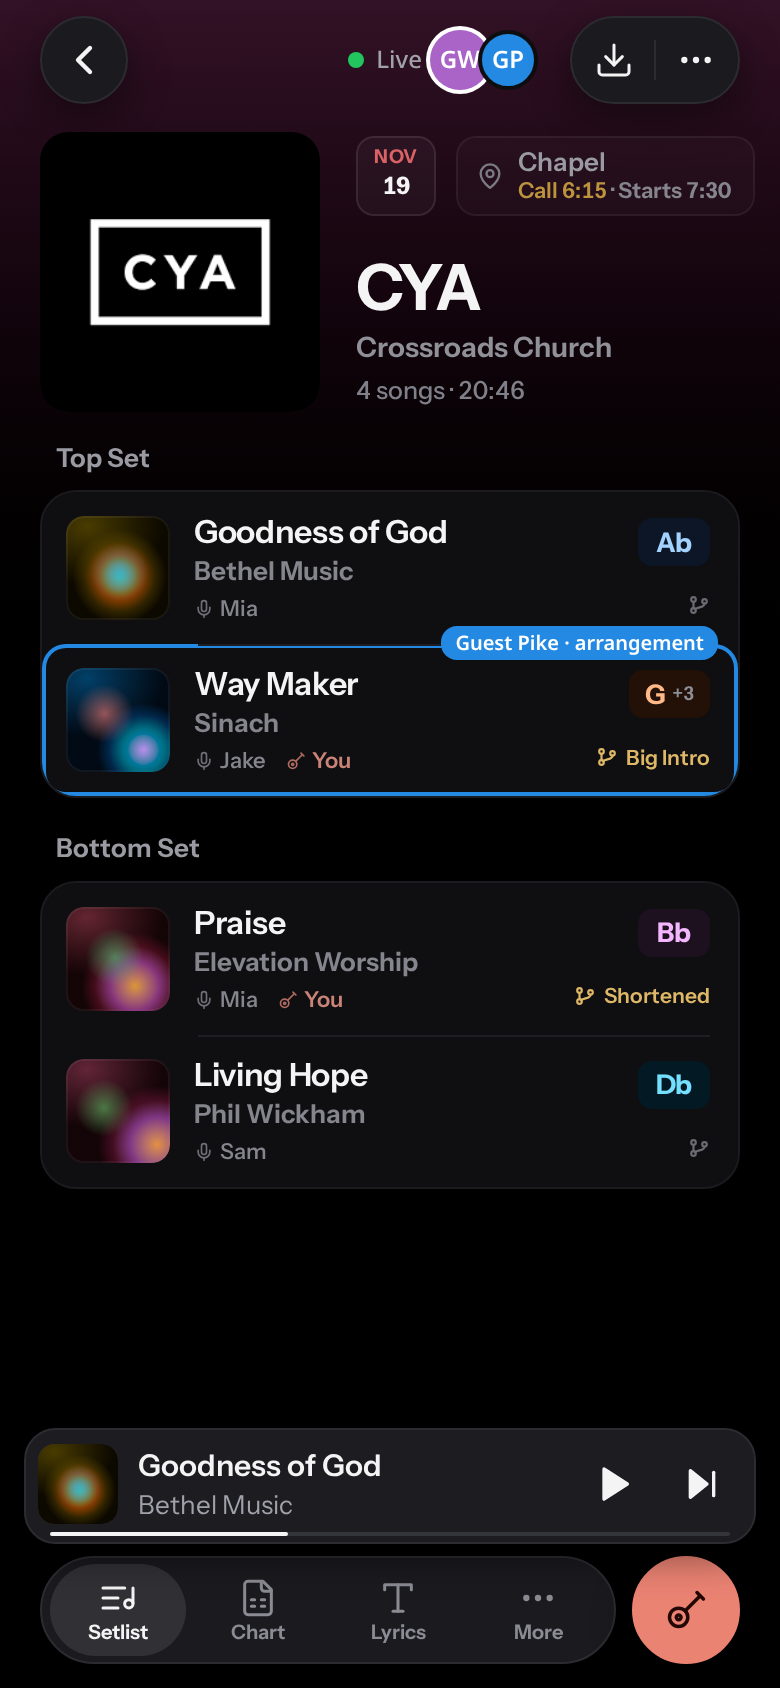 Live GW GP
CYA
NOV
19
Chapel
Call 6:15 · Starts 7:30
CYA
Crossroads Church
4 songs · 20:46
Top Set
Goodness of God
Ab
Bethel Music
Mia
Guest Pike · arrangement
Way Maker
G +3
Sinach
Jake You
Big Intro
Bottom Set
Praise
Bb
Elevation Worship
Mia You
Shortened
Living Hope
Db
Phil Wickham
Sam
Goodness of God
Bethel Music
Setlist Chart Lyrics More